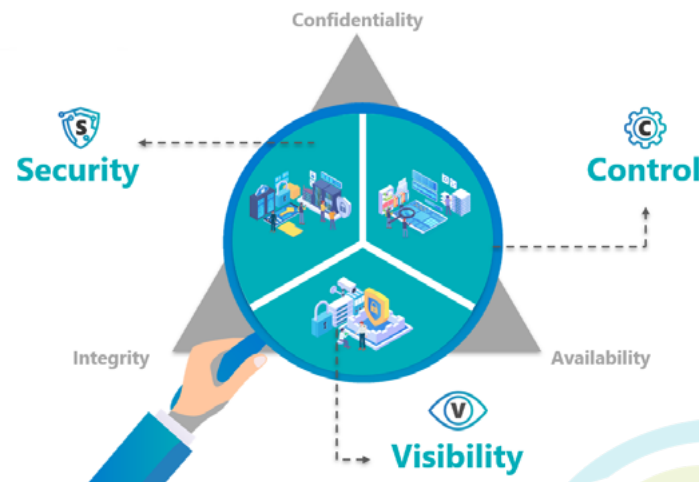 Confidentiality
S
C
Security
Control
Integrity
Availability
V
Visibility